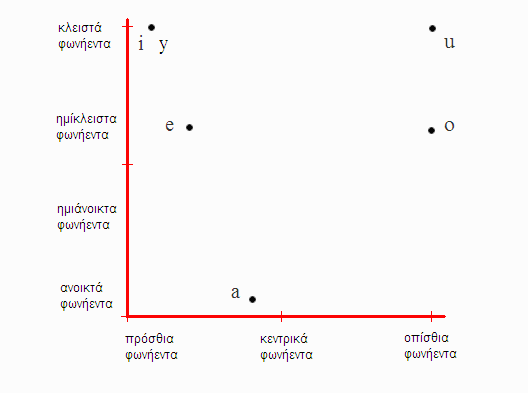 κλειστά
φωνήεντα
i y
u
ημίκλειστα
φωνήεντα
e
o
ημιάνοικτα
φωνήεντα
ανοικτά
φωνήεντα
a
πρόσθια
φωνήεντα
κεντρικά
φωνήεντα
οπίσθια
φωνήεντα